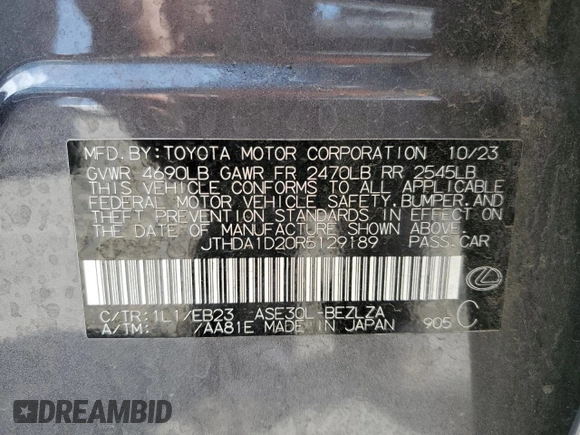 MFD.BY:TOYOTA MOTOR CORPORATION 10/23
GVWR 4690LB GAWR FR 2470LB RR 2545LB
THIS VEHICLE CONFORMS TO ALL APPLICABLE
FEDERAL MOTOR VEHICLE SAFETY,BUMPER,AND
THEFT PREVENTION STANDARDS IN EFFECT ON
THE DATE OF MANUFACTURE SHOWN ABOVE.
JTHDA1D20R5129189 PASS.CAR
C/TR:1L1/EB23 ASE30L-BEZLZA
A/TM: /AA81E MADE IN JAPAN 905 C
DREAMBID